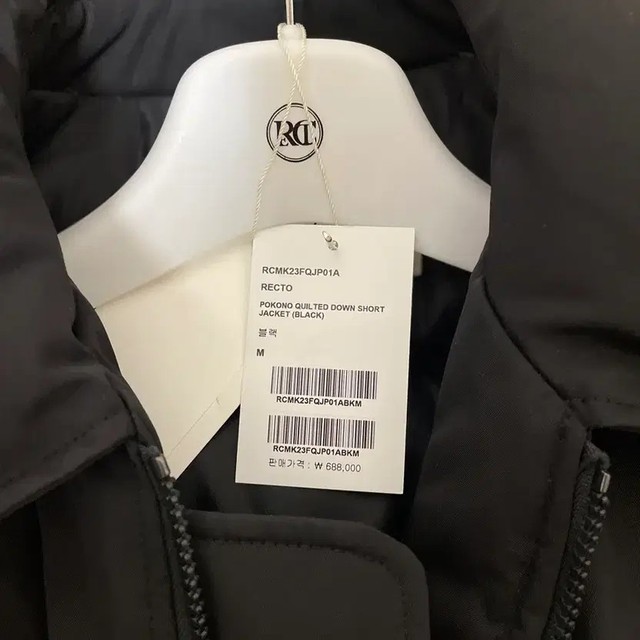 RCMK23FQJP01A
RECTO
POKONO QUILTED DOWN SHORT
JACKET (BLACK)
블랙
M
RCMK23FQJP01ABKM
RCMK23FQJP01ABKM
판매가격 : ₩ 688,000